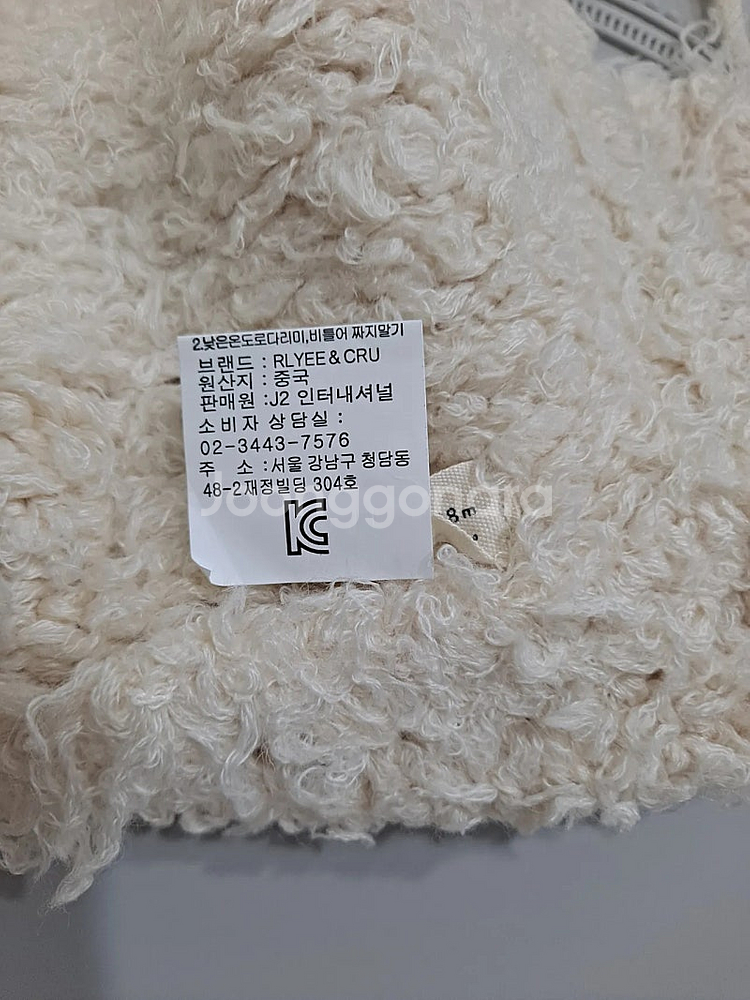 2.낮은온도로다리미,비틀어 짜지말기
브랜드 : RLYEE & CRU
원산지 : 중국
판매원 :J2 인터내셔널
소비자 상담실 :
02-3443-7576
주 소 :서울 강남구 청담동
48-2재정빌딩 304호
KC
8m
joonggonara